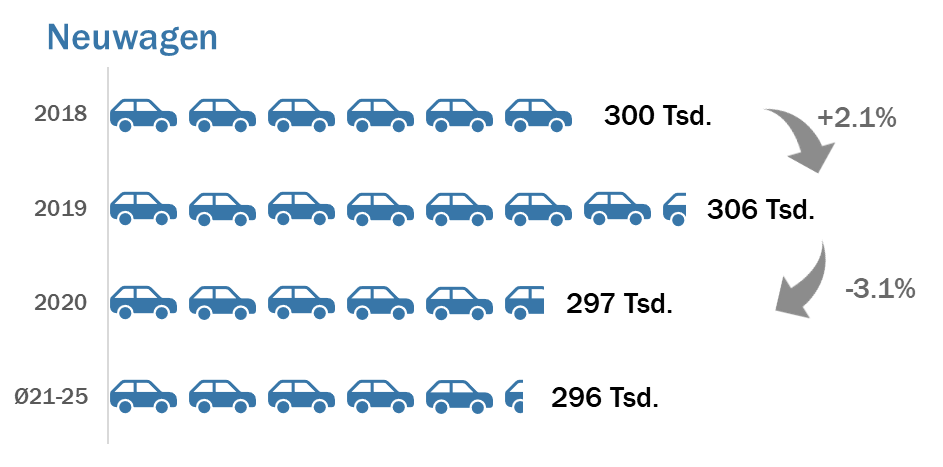 Neuwagen
2018 300 Tsd. +2.1%
2019 306 Tsd.
2020 297 Tsd. -3.1%
Ø21-25 296 Tsd.